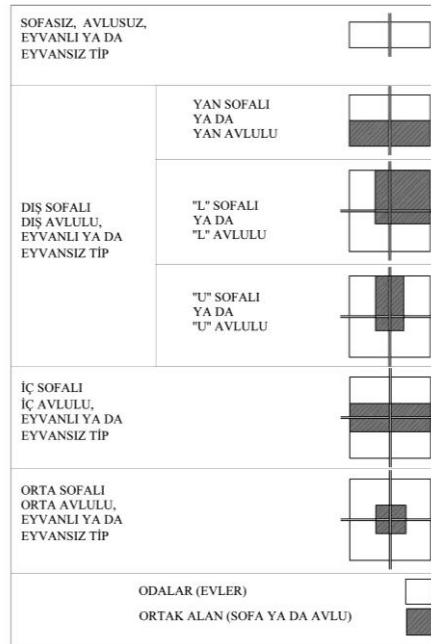 SOFASIZ, AVLUSUZ,
EYVANLI YA DA
EYVANSIZ TİP
DIŞ SOFALI
DIŞ AVLULU,
EYVANLI YA DA
EYVANSIZ TİP
YAN SOFALI
YA DA
YAN AVLULU
"L" SOFALI
YA DA
"L" AVLULU
"U" SOFALI
YA DA
"U" AVLULU
İÇ SOFALI
İÇ AVLULU,
EYVANLI YA DA
EYVANSIZ TİP
ORTA SOFALI
ORTA AVLULU,
EYVANLI YA DA
EYVANSIZ TİP
ODALAR (EVLER)
ORTAK ALAN (SOFA YA DA AVLU)